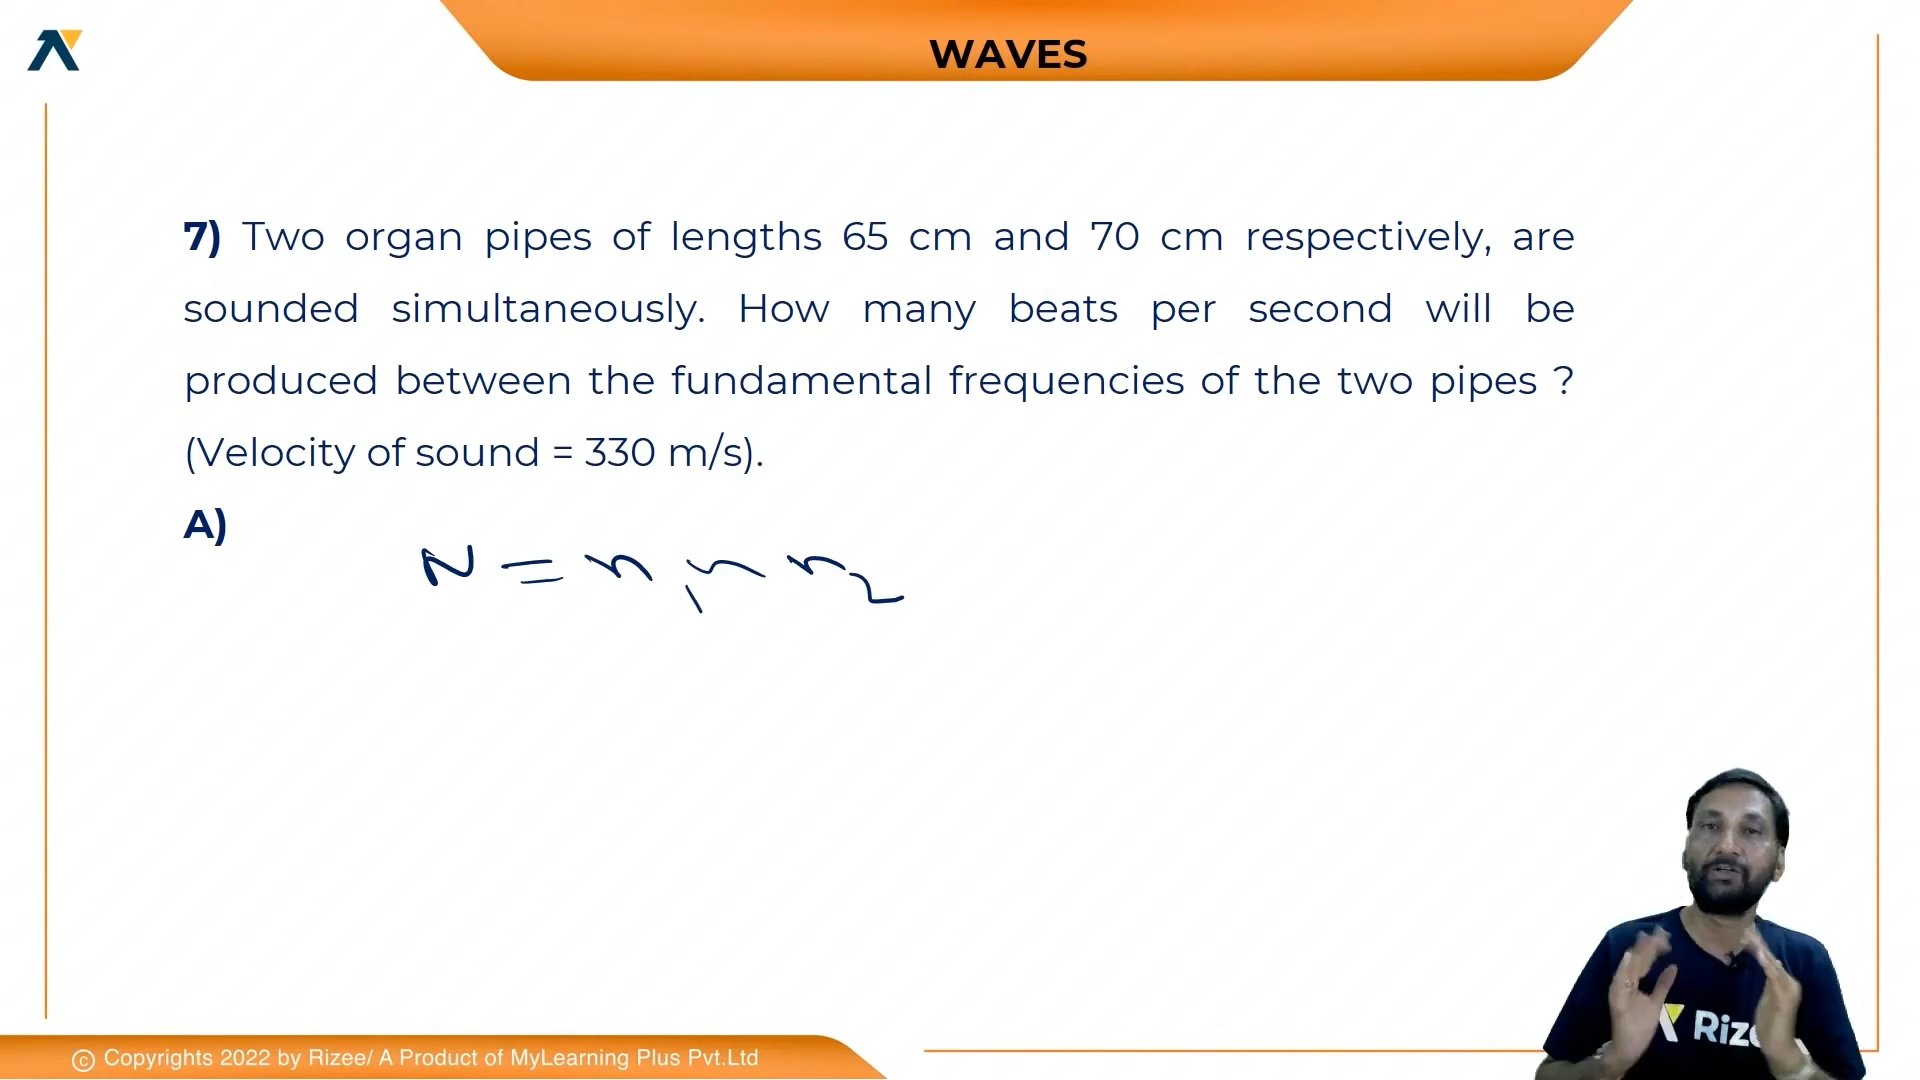 WAVES
7) Two organ pipes of lengths 65 cm and 70 cm respectively, are
sounded simultaneously. How many beats per second will be
produced between the fundamental frequencies of the two pipes ?
(Velocity of sound = 330 m/s).
A)
N = n₁ ~ n₂
Rize
© Copyrights 2022 by Rizee/ A Product of MyLearning Plus Pvt.Ltd